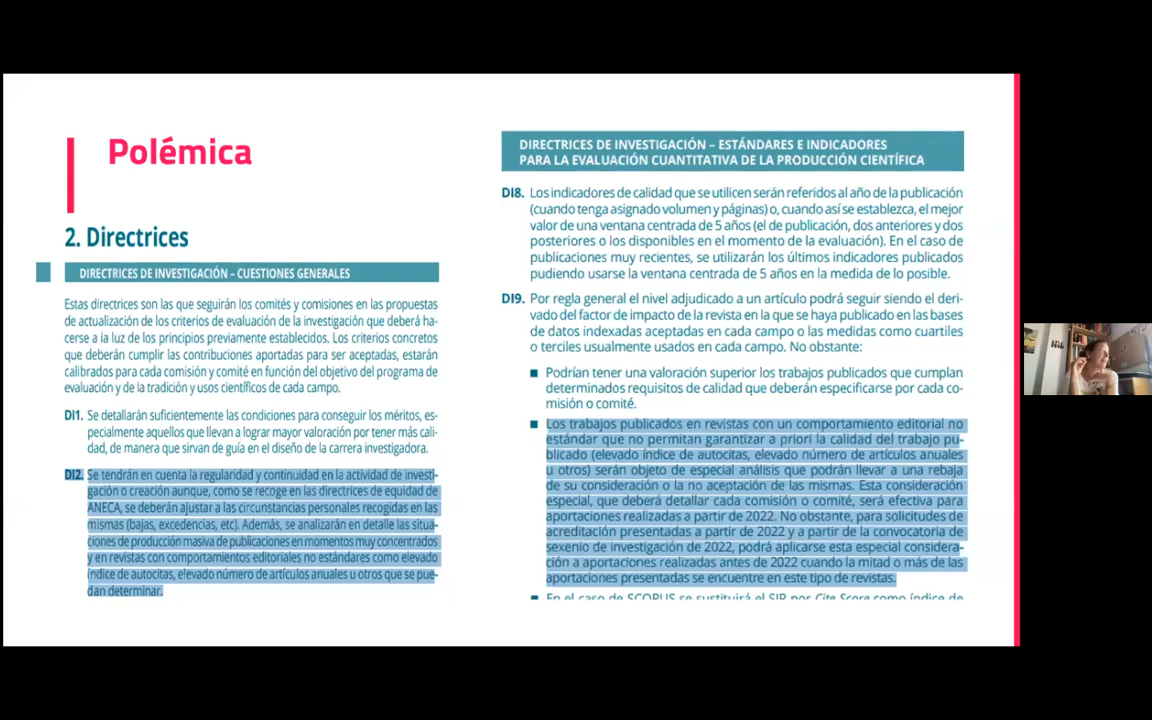 Polémica
2. Directrices
DIRECTRICES DE INVESTIGACIÓN – CUESTIONES GENERALES
Estas directrices son las que seguirán los comités y comisiones en las propuestas
de actualización de los criterios de evaluación de la investigación que deberá ha-
cerse a la luz de los principios previamente establecidos. Los criterios concretos
que deberán cumplir las contribuciones aportadas para ser aceptadas, estarán
calibrados para cada comisión y comité en función del objetivo del programa de
evaluación y de la tradición y usos científicos de cada campo.
DI1. Se detallarán suficientemente las condiciones para conseguir los méritos, es-
pecialmente aquellos que llevan a lograr mayor valoración por tener más cali-
dad, de manera que sirvan de guía en el diseño de la carrera investigadora.
DI2. Se tendrán en cuenta la regularidad y continuidad en la actividad de investi-
gación o creación aunque, como se recoge en las directrices de equidad de
ANECA, se deberán ajustar a las circunstancias personales recogidas en las
mismas (bajas, excedencias, etc). Además, se analizarán en detalle las situa-
ciones de producción masiva de publicaciones en momentos muy concentrados
y en revistas con comportamientos editoriales no estándares como elevado
índice de autocitas, elevado número de artículos anuales u otros que se pue-
dan determinar.
DIRECTRICES DE INVESTIGACIÓN – ESTÁNDARES E INDICADORES
PARA LA EVALUACIÓN CUANTITATIVA DE LA PRODUCCIÓN CIENTÍFICA
DI8. Los indicadores de calidad que se utilicen serán referidos al año de la publicación
(cuando tenga asignado volumen y páginas) o, cuando así se establezca, el mejor
valor de una ventana centrada de 5 años (el de publicación, dos anteriores y dos
posteriores o los disponibles en el momento de la evaluación). En el caso de
publicaciones muy recientes, se utilizarán los últimos indicadores publicados
pudiendo usarse la ventana centrada de 5 años en la medida de lo posible.
DI9. Por regla general el nivel adjudicado a un artículo podrá seguir siendo el deri-
vado del factor de impacto de la revista en la que se haya publicado en las bases
de datos indexadas aceptadas en cada campo o las medidas como cuartiles
o terciles usualmente usados en cada campo. No obstante:
■ Podrían tener una valoración superior los trabajos publicados que cumplan
determinados requisitos de calidad que deberán especificarse por cada co-
misión o comité.
■ Los trabajos publicados en revistas con un comportamiento editorial no
estándar que no permitan garantizar a priori la calidad del trabajo pu-
blicado (elevado índice de autocitas, elevado número de artículos anuales
u otros) serán objeto de especial análisis que podrán llevar a una rebaja
de su consideración o la no aceptación de las mismas. Esta consideración
especial, que deberá detallar cada comisión o comité, será efectiva para
aportaciones realizadas a partir de 2022. No obstante, para solicitudes de
acreditación presentadas a partir de 2022 y a partir de la convocatoria de
sexenio de investigación de 2022, podrá aplicarse esta especial considera-
ción a aportaciones realizadas antes de 2022 cuando la mitad o más de las
aportaciones presentadas se encuentre en este tipo de revistas.
■ En el caso de SCOPUS se sustituirá el SJR por Cite Score como índice de